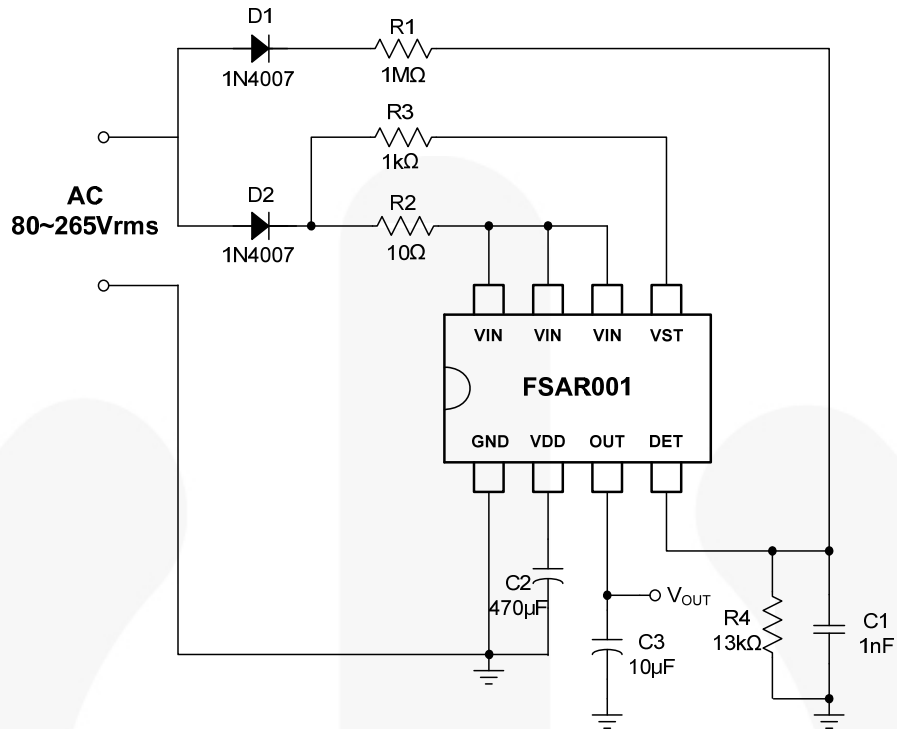 D1
1N4007
R1
1MΩ
R3
1kΩ
AC
80~265Vrms
D2
1N4007
R2
10Ω
VIN
VIN
VIN
VST
FSAR001
GND
VDD
OUT
DET
C2
470µF
VOUT
C3
10µF
R4
13kΩ
C1
1nF